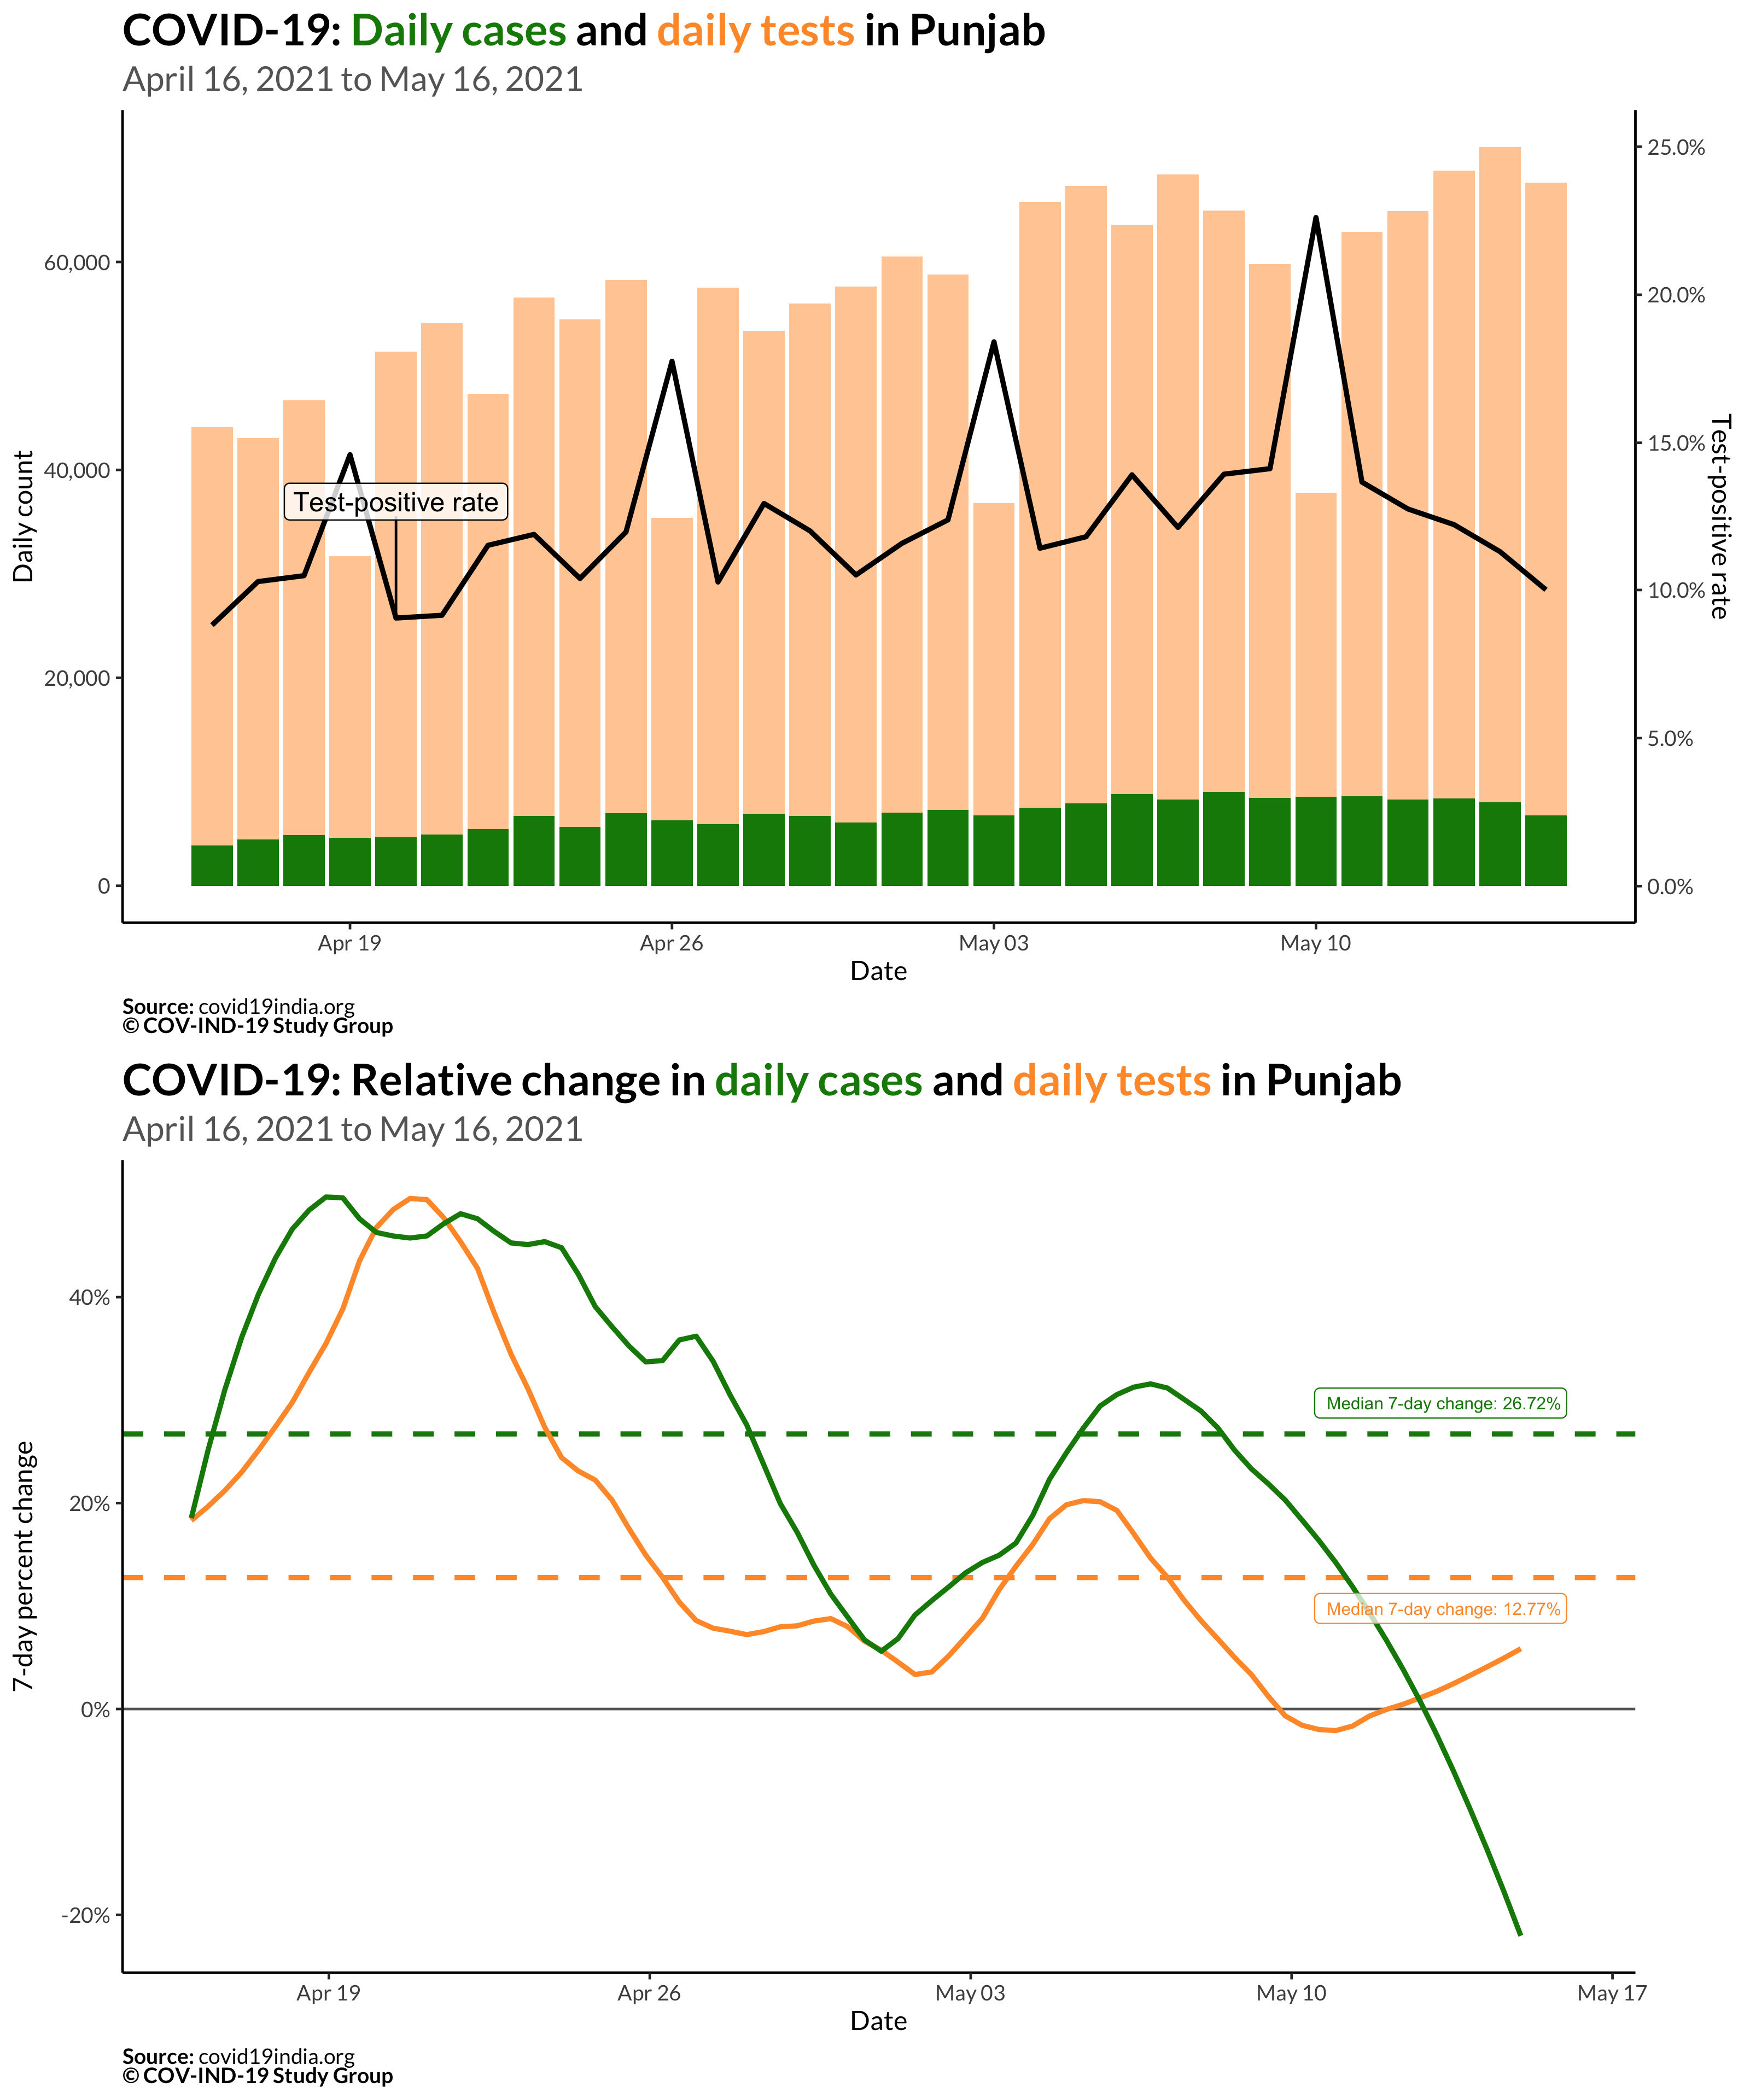 COVID-19: Daily cases and daily tests in Punjab
April 16, 2021 to May 16, 2021
Daily count
60,000
40,000
20,000
0
Test-positive rate
25.0%
20.0%
15.0%
10.0%
5.0%
0.0%
Test-positive rate
Apr 19 Apr 26 May 03 May 10
Date
Source: covid19india.org
© COV-IND-19 Study Group
COVID-19: Relative change in daily cases and daily tests in Punjab
April 16, 2021 to May 16, 2021
7-day percent change
40%
20%
0%
-20%
Median 7-day change: 26.72%
Median 7-day change: 12.77%
Apr 19 Apr 26 May 03 May 10 May 17
Date
Source: covid19india.org
© COV-IND-19 Study Group